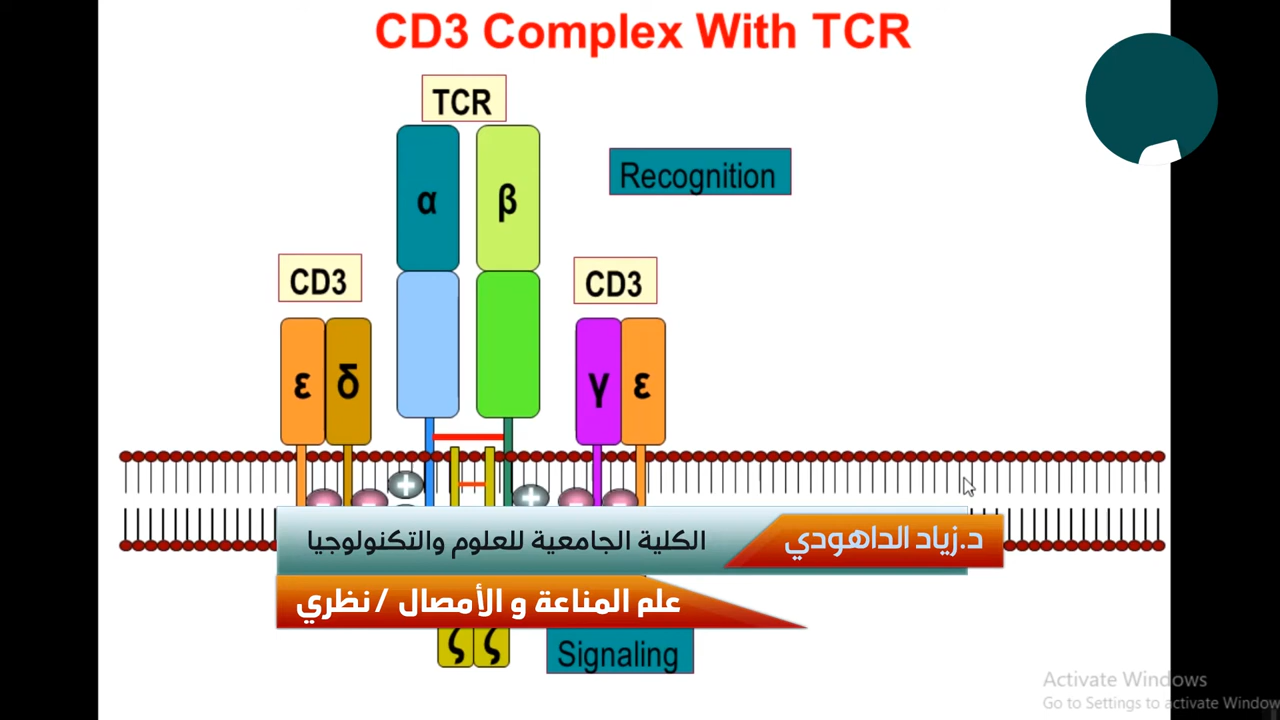 CD3 Complex With TCR
TCR
α
β
Recognition
CD3
CD3
ε
δ
γ
ε
+
+
د.زياد الداهودي
الكلية الجامعية للعلوم والتكنولوجيا
علم المناعة و الأمصال / نظري
ζ ζ
Signaling
Activate Windows
Go to Settings to activate Window